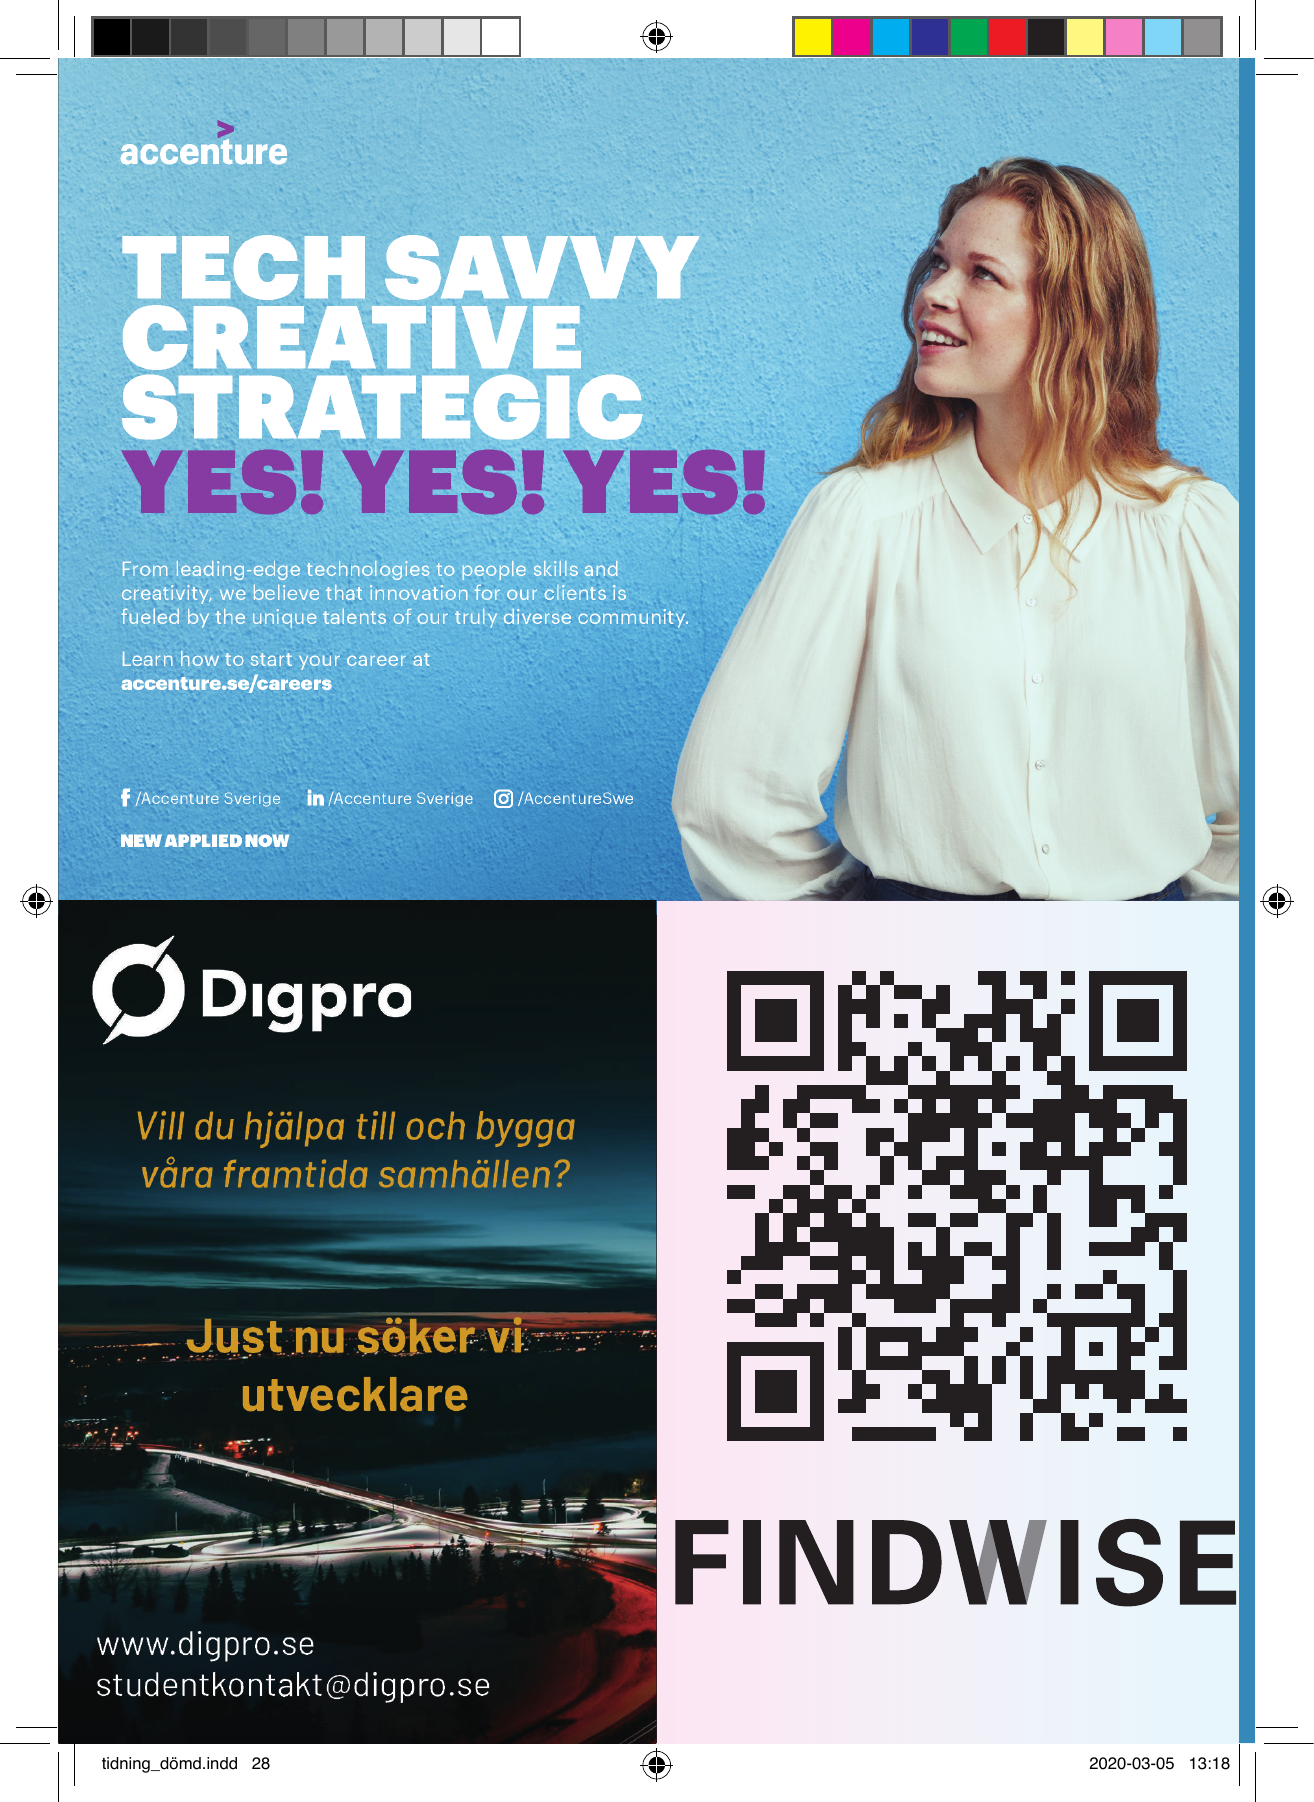 accenture
TECH SAVVY
CREATIVE
STRATEGIC
YES! YES! YES!
From leading-edge technologies to people skills and
creativity, we believe that innovation for our clients is
fueled by the unique talents of our truly diverse community.
Learn how to start your career at
accenture.se/careers
/Accenture Sverige in /Accenture Sverige /AccentureSwe
NEW APPLIED NOW
Digpro
Vill du hjälpa till och bygga
våra framtida samhällen?
Just nu söker vi
utvecklare
www.digpro.se
studentkontakt@digpro.se
FINDWISE
tidning_dömd.indd 28
2020-03-05 13:18